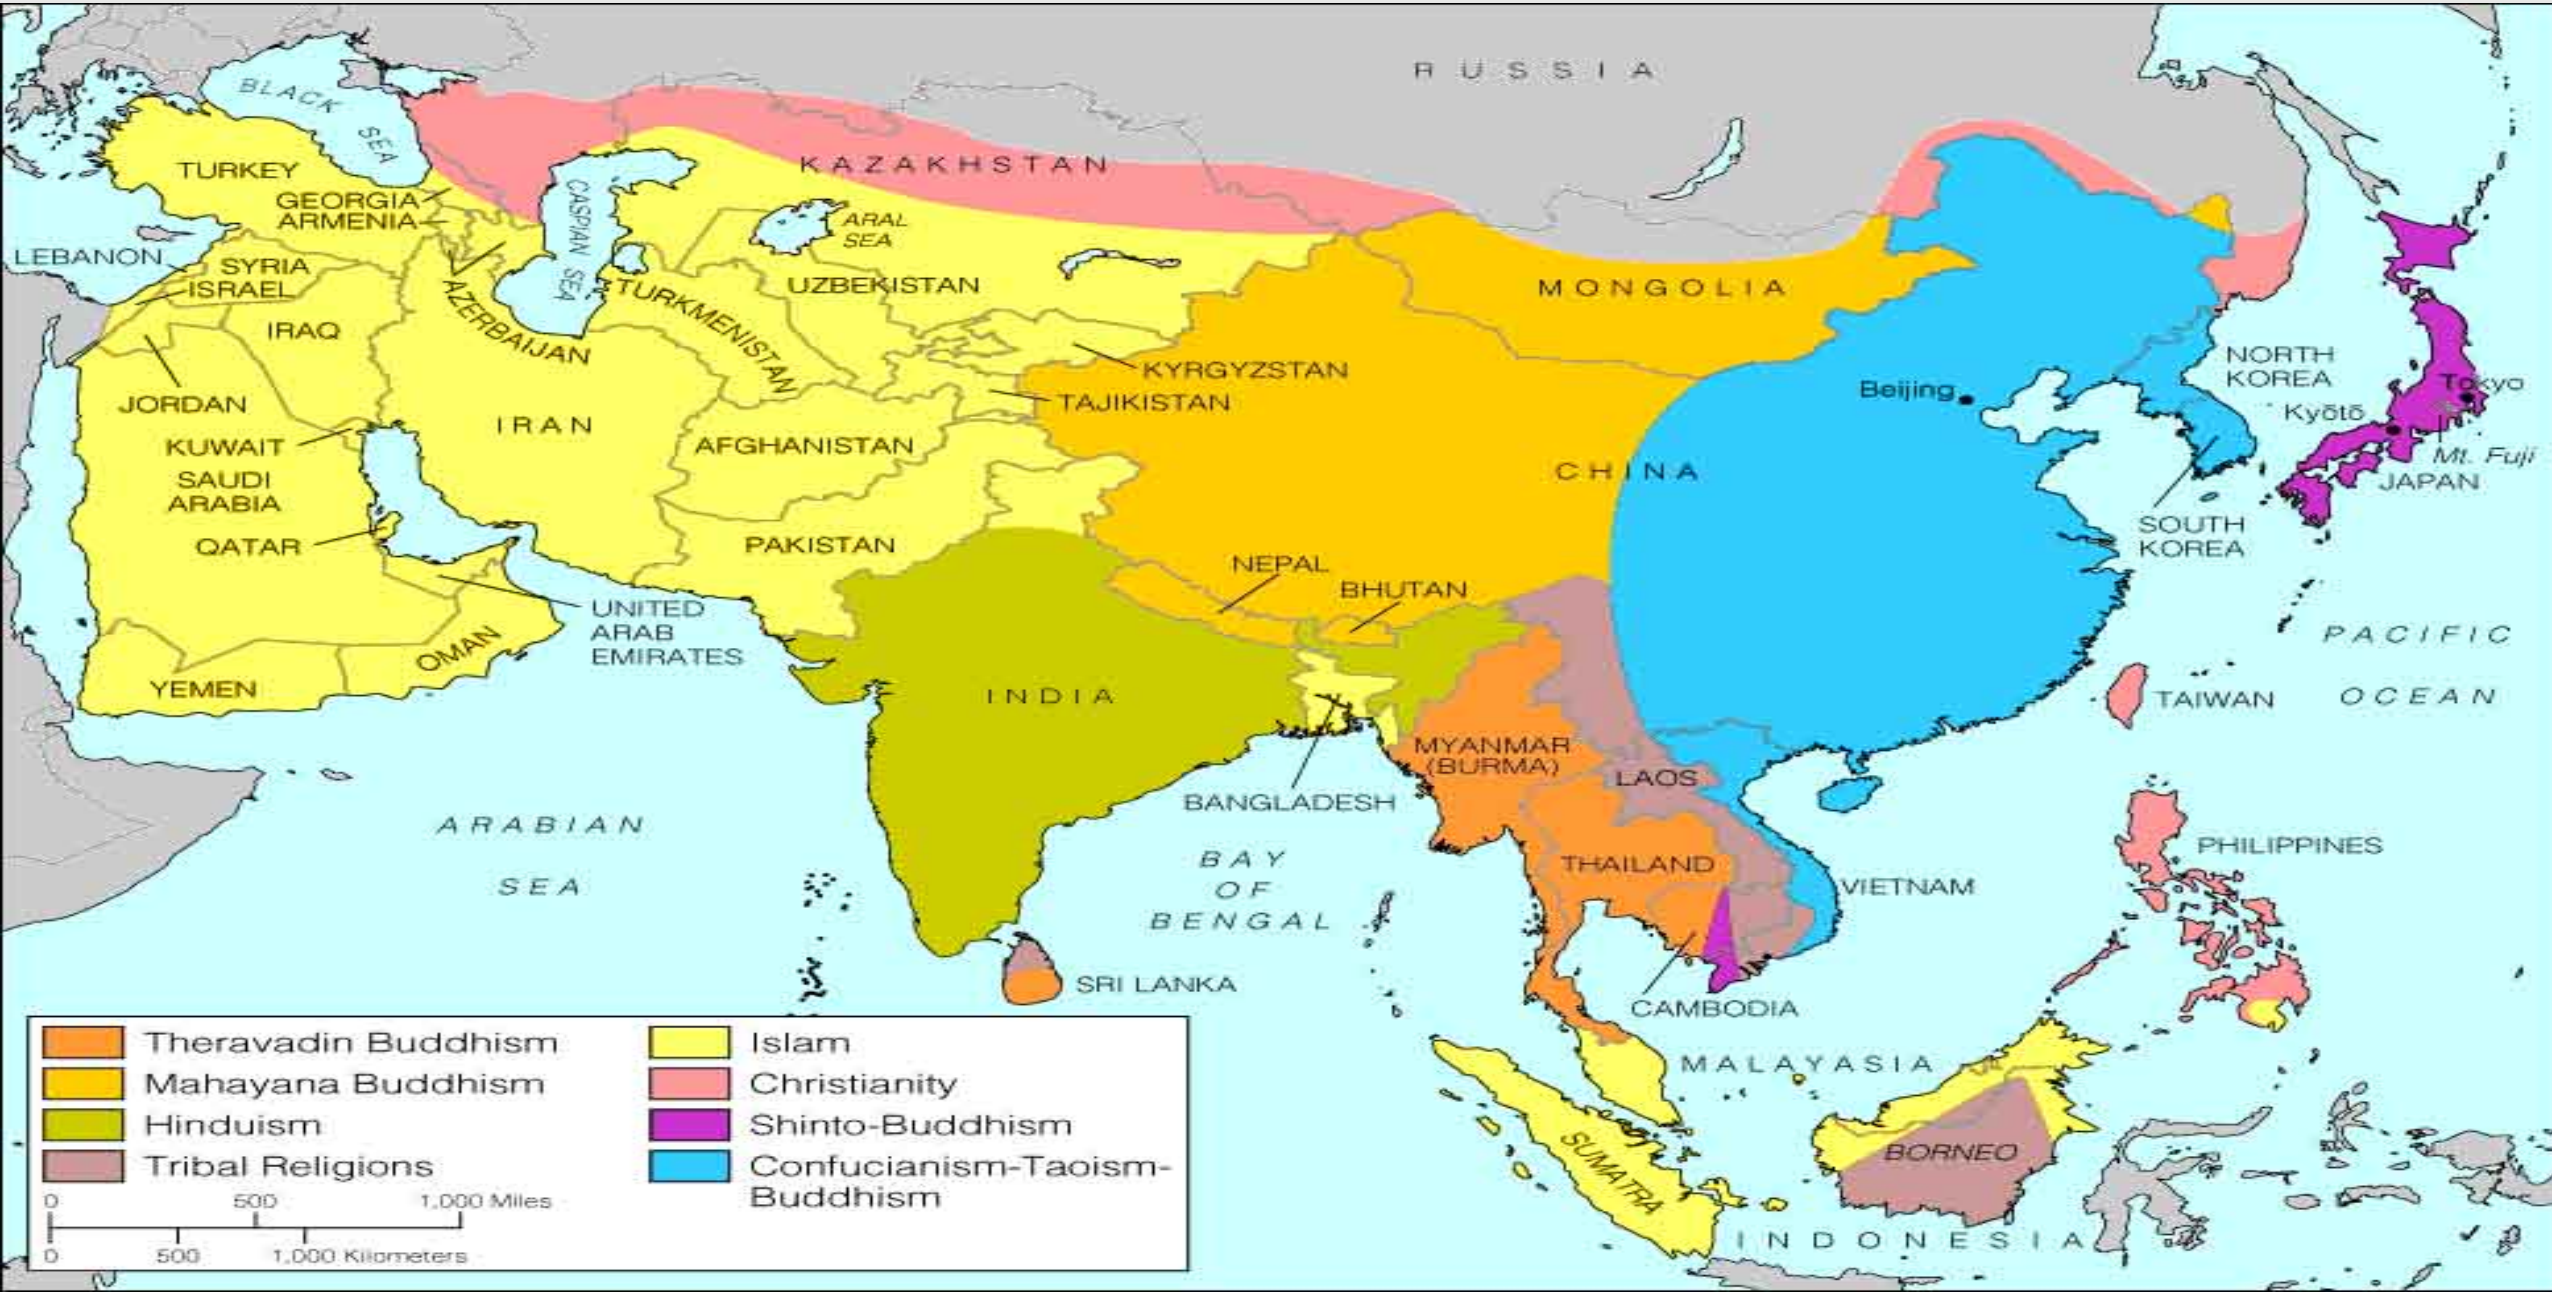 RUSSIA
BLACK
SEA
KAZAKHSTAN
TURKEY
GEORGIA
ARMENIA
CASPIAN SEA
ARAL
SEA
LEBANON
SYRIA
ISRAEL
AZERBAIJAN
TURKMENISTAN
UZBEKISTAN
MONGOLIA
IRAQ
JORDAN
KYRGYZSTAN
TAJIKISTAN
Beijing
NORTH
KOREA
Tokyo
Kyōtō
Mt. Fuji
JAPAN
KUWAIT
IRAN
AFGHANISTAN
CHINA
SAUDI
ARABIA
QATAR
PAKISTAN
SOUTH
KOREA
NEPAL
BHUTAN
UNITED
ARAB
EMIRATES
OMAN
YEMEN
INDIA
PACIFIC
OCEAN
TAIWAN
MYANMAR
(BURMA)
LAOS
BANGLADESH
ARABIAN
SEA
BAY
OF
BENGAL
THAILAND
VIETNAM
PHILIPPINES
SRI LANKA
CAMBODIA
MALAYASIA
SUMATRA
BORNEO
INDONESIA
Theravadin Buddhism
Mahayana Buddhism
Hinduism
Tribal Religions
Islam
Christianity
Shinto-Buddhism
Confucianism-Taoism-
Buddhism
0 500 1,000 Miles
0 500 1,000 Kilometers